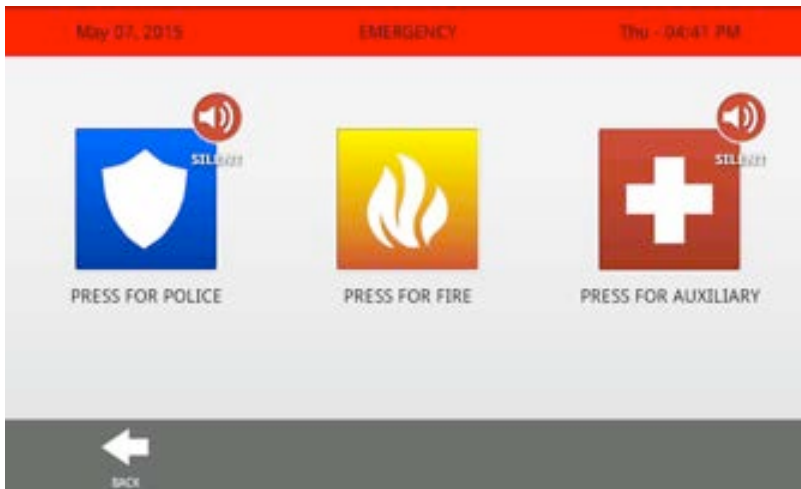 May 07, 2015 EMERGENCY Thu - 04:41 PM
PRESS FOR POLICE PRESS FOR FIRE PRESS FOR AUXILIARY
BACK